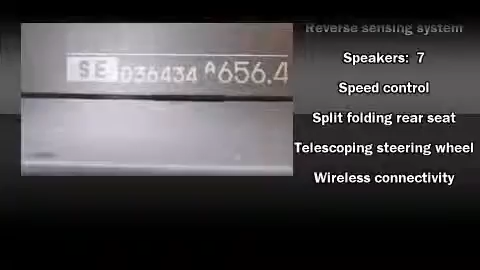 Reverse sensing system
SE 036434 A656.4
Speakers: 7
Speed control
Split folding rear seat
Telescoping steering wheel
Wireless connectivity